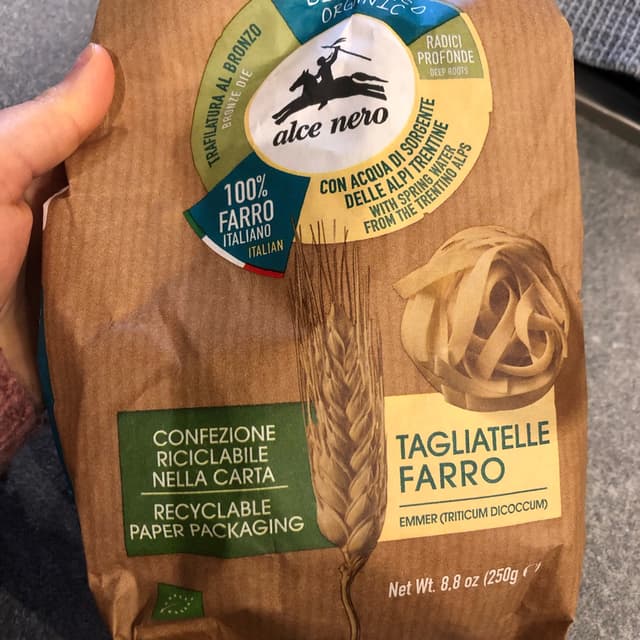 ORGANIC
TRAFILATURA AL BRONZO
BRONZE DIE
RADICI
PROFONDE
DEEP ROOTS
alce nero
CON ACQUA DI SORGENTE
DELLE ALPI TRENTINE
WITH SPRING WATER
FROM THE TRENTINO ALPS
100%
FARRO
ITALIANO
ITALIAN
CONFEZIONE
RICICLABILE
NELLA CARTA
RECYCLABLE
PAPER PACKAGING
TAGLIATELLE
FARRO
EMMER (TRITICUM DICOCCUM)
Net Wt. 8,8 oz (250g